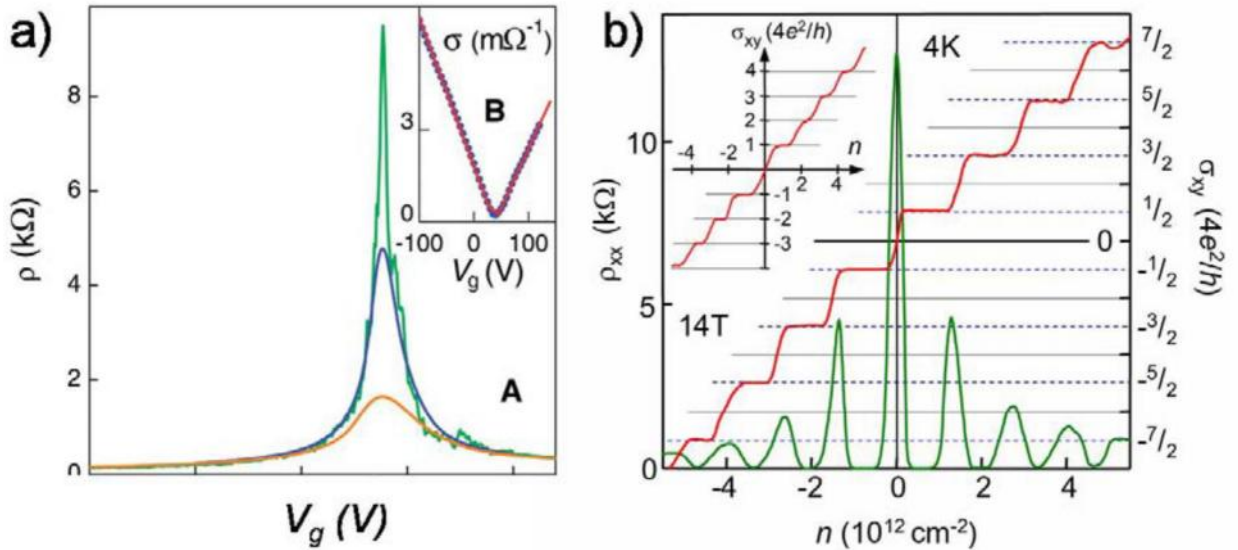 a)
ρ (kΩ)
8
6
4
2
0
V_g (V)
A
B
σ (mΩ⁻¹)
3
0
-100 0 100
V_g (V)
b)
ρ_xx (kΩ)
10
5
0
4K
14T
0
σ_xy (4e²/h)
4
3
2
1
-4 -2
2 4
n
-1
-2
-3
⁷/₂
⁵/₂
³/₂
¹/₂
-¹/₂
-³/₂
-⁵/₂
-⁷/₂
σ_xy (4e²/h)
-4 -2 0 2 4
n (10¹² cm⁻²)